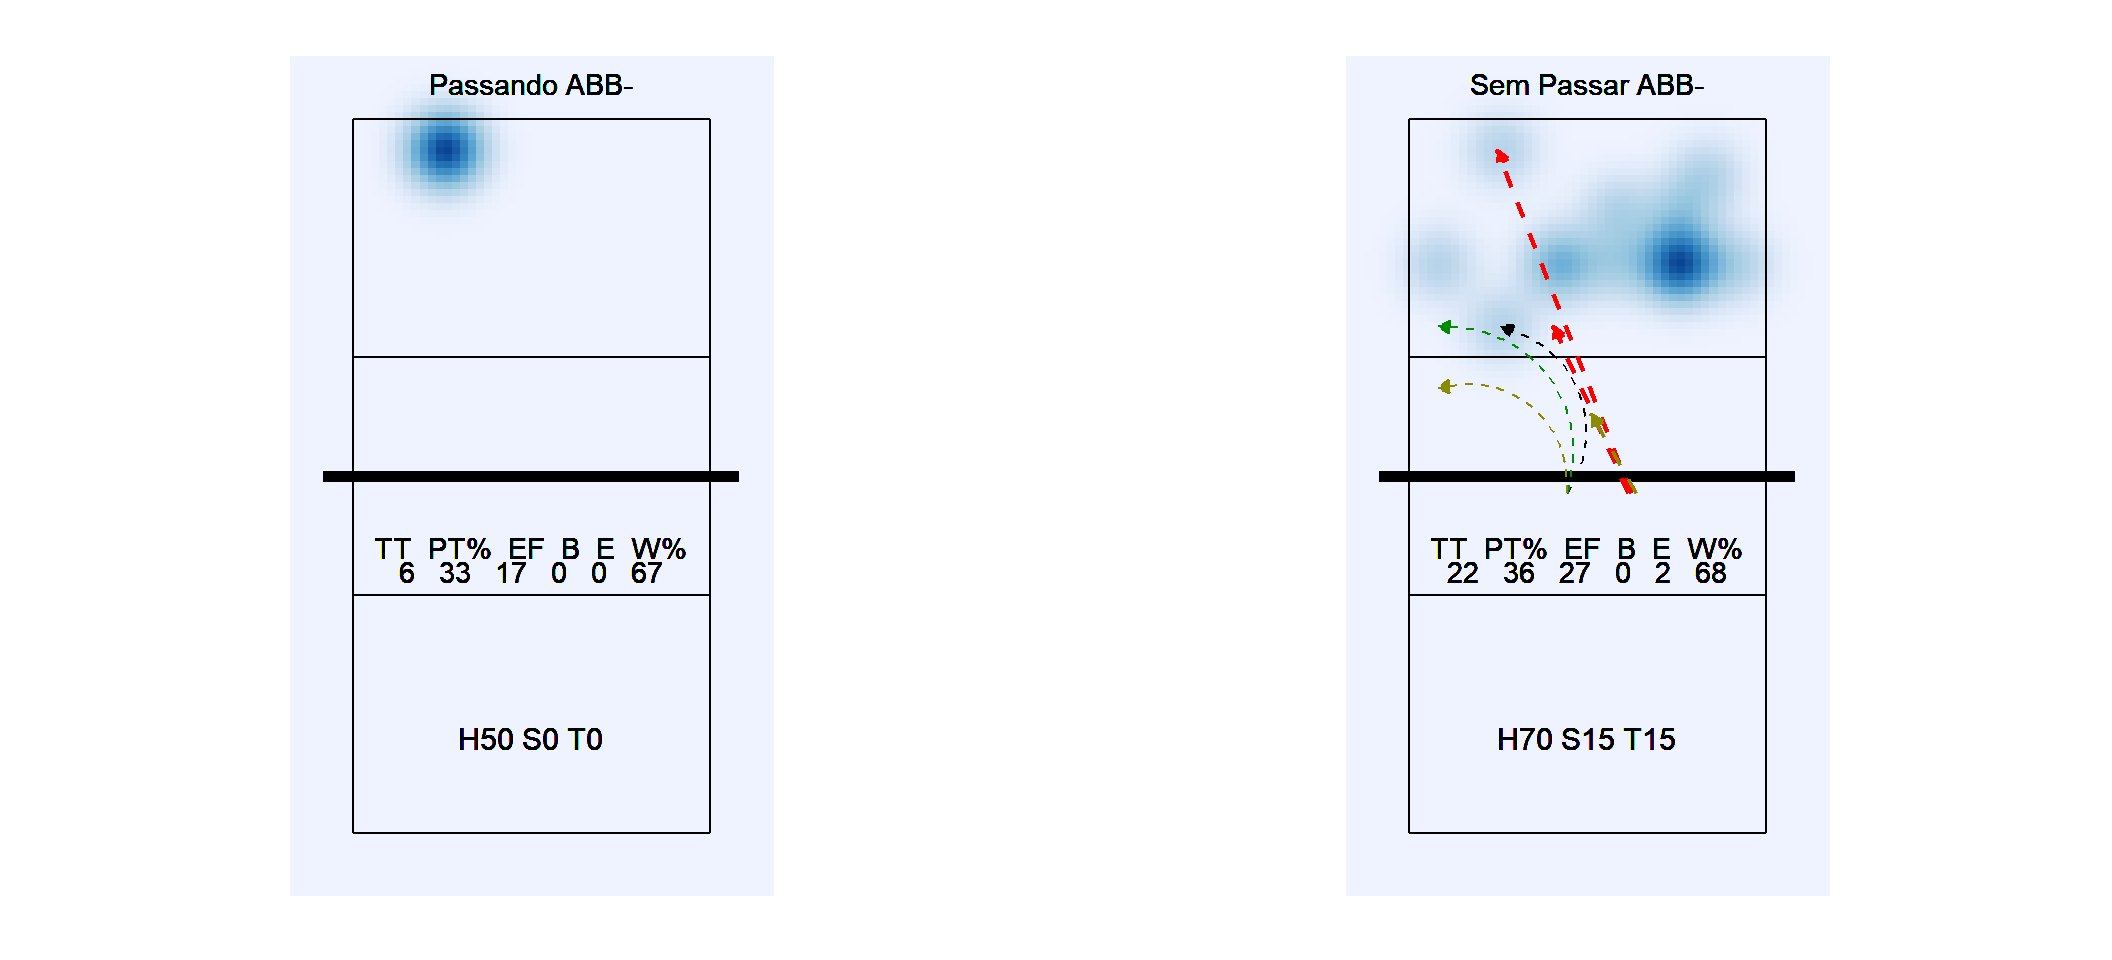 Passando ABB-
TT PT% EF B E W%
6 33 17 0 0 67
H50 S0 T0
Sem Passar ABB-
TT PT% EF B E W%
22 36 27 0 2 68
H70 S15 T15